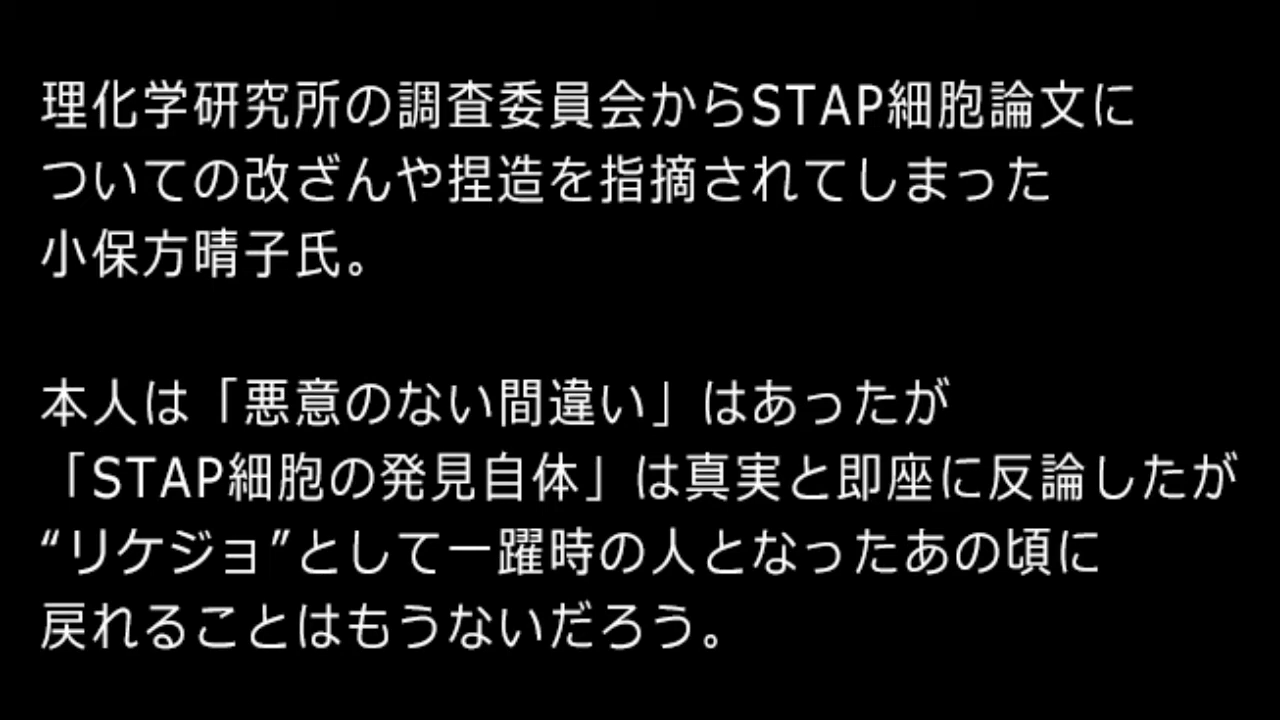 理化学研究所の調査委員会からSTAP細胞論文に
ついての改ざんや捏造を指摘されてしまった
小保方晴子氏。
本人は「悪意のない間違い」はあったが
「STAP細胞の発見自体」は真実と即座に反論したが
“リケジョ”として一躍時の人となったあの頃に
戻れることはもうないだろう。